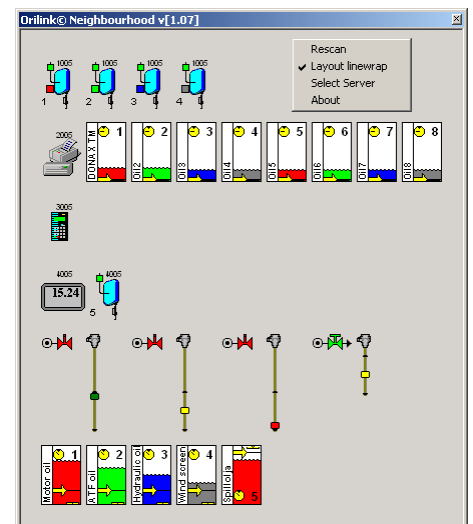 Orilink© Neighbourhood v[1.07]
Rescan
Layout linewrap
Select Server
About
1005 1005 1005 1005
1 2 3 4
2005
DONAX TM 1 Oil2 2 Oil3 3 Oil4 4 Oil5 5 Oil6 6 Oil7 7 Oil8 8
3005
4005 4005
15.24 5
Motor oil 1 ATF oil 2 Hydraulic oil 3 Wind screen 4 Spillolja 5